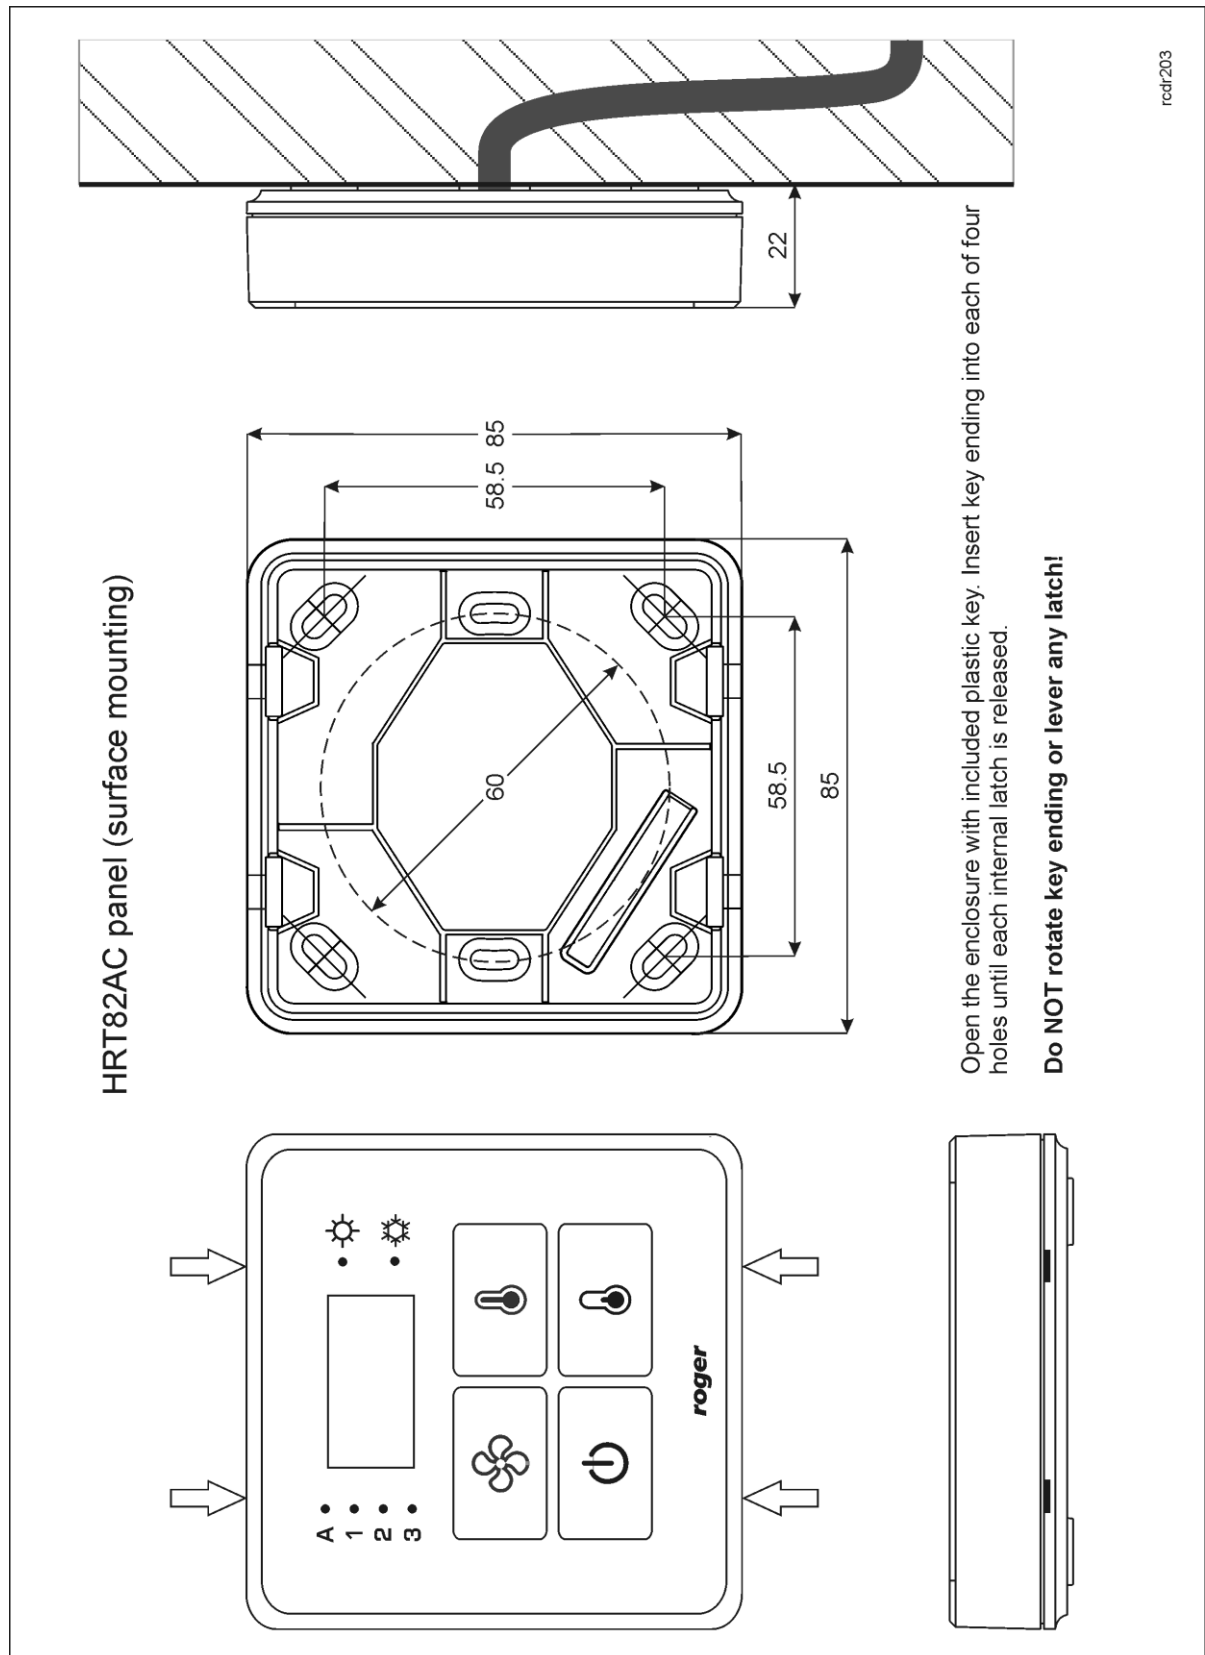 HRT82AC panel (surface mounting)
A
1
2
3
roger
60
58.5
85
58.5
85
22
Open the enclosure with included plastic key. Insert key ending into each of four
holes until each internal latch is released.
Do NOT rotate key ending or lever any latch!
rcdr203